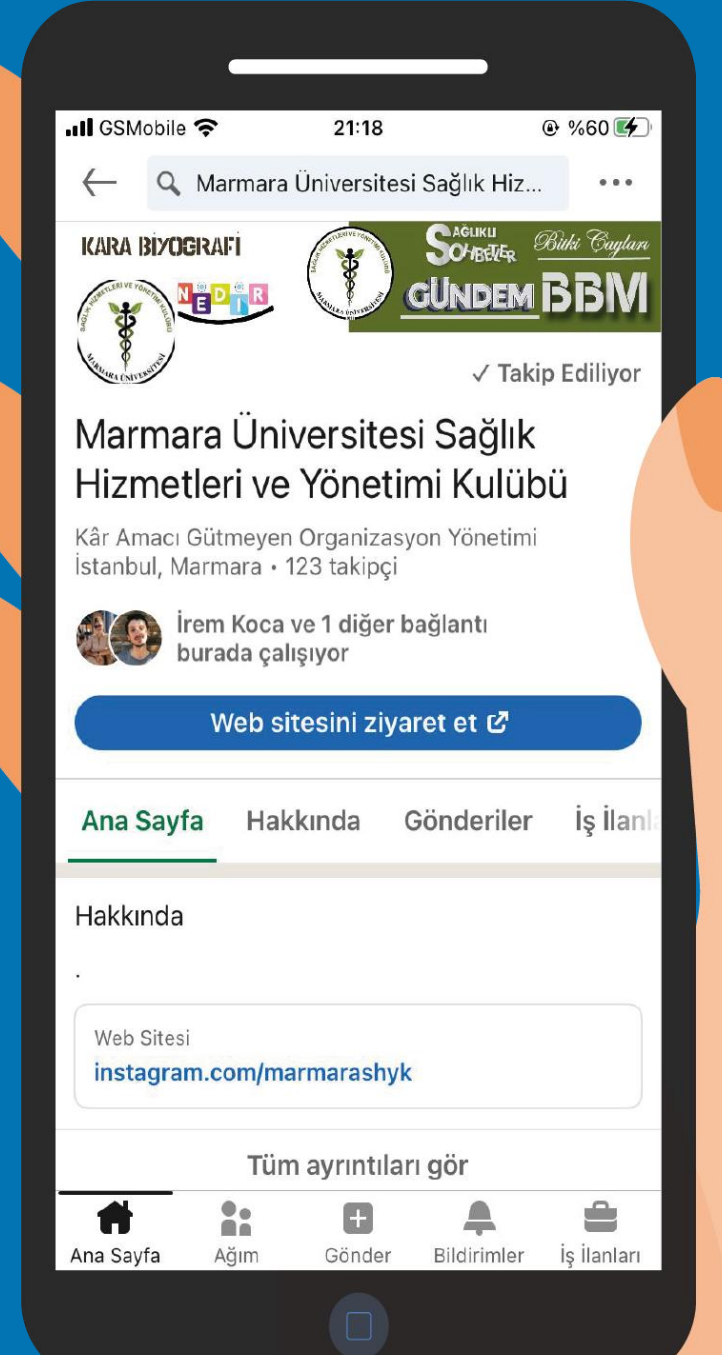 GSMobile 21:18 %60
Marmara Üniversitesi Sağlık Hiz...
KARA BİYOGRAFİ
NEDİR
SAĞLIKLI
SOHBETLER
Bitki Çayları
GÜNDEM BBM
✓ Takip Ediliyor
Marmara Üniversitesi Sağlık
Hizmetleri ve Yönetimi Kulübü
Kâr Amacı Gütmeyen Organizasyon Yönetimi
İstanbul, Marmara • 123 takipçi
İrem Koca ve 1 diğer bağlantı
burada çalışıyor
Web sitesini ziyaret et
Ana Sayfa Hakkında Gönderiler İş İlanla
Hakkında
.
Web Sitesi
instagram.com/marmarashyk
Tüm ayrıntıları gör
Ana Sayfa Ağım Gönder Bildirimler İş İlanları